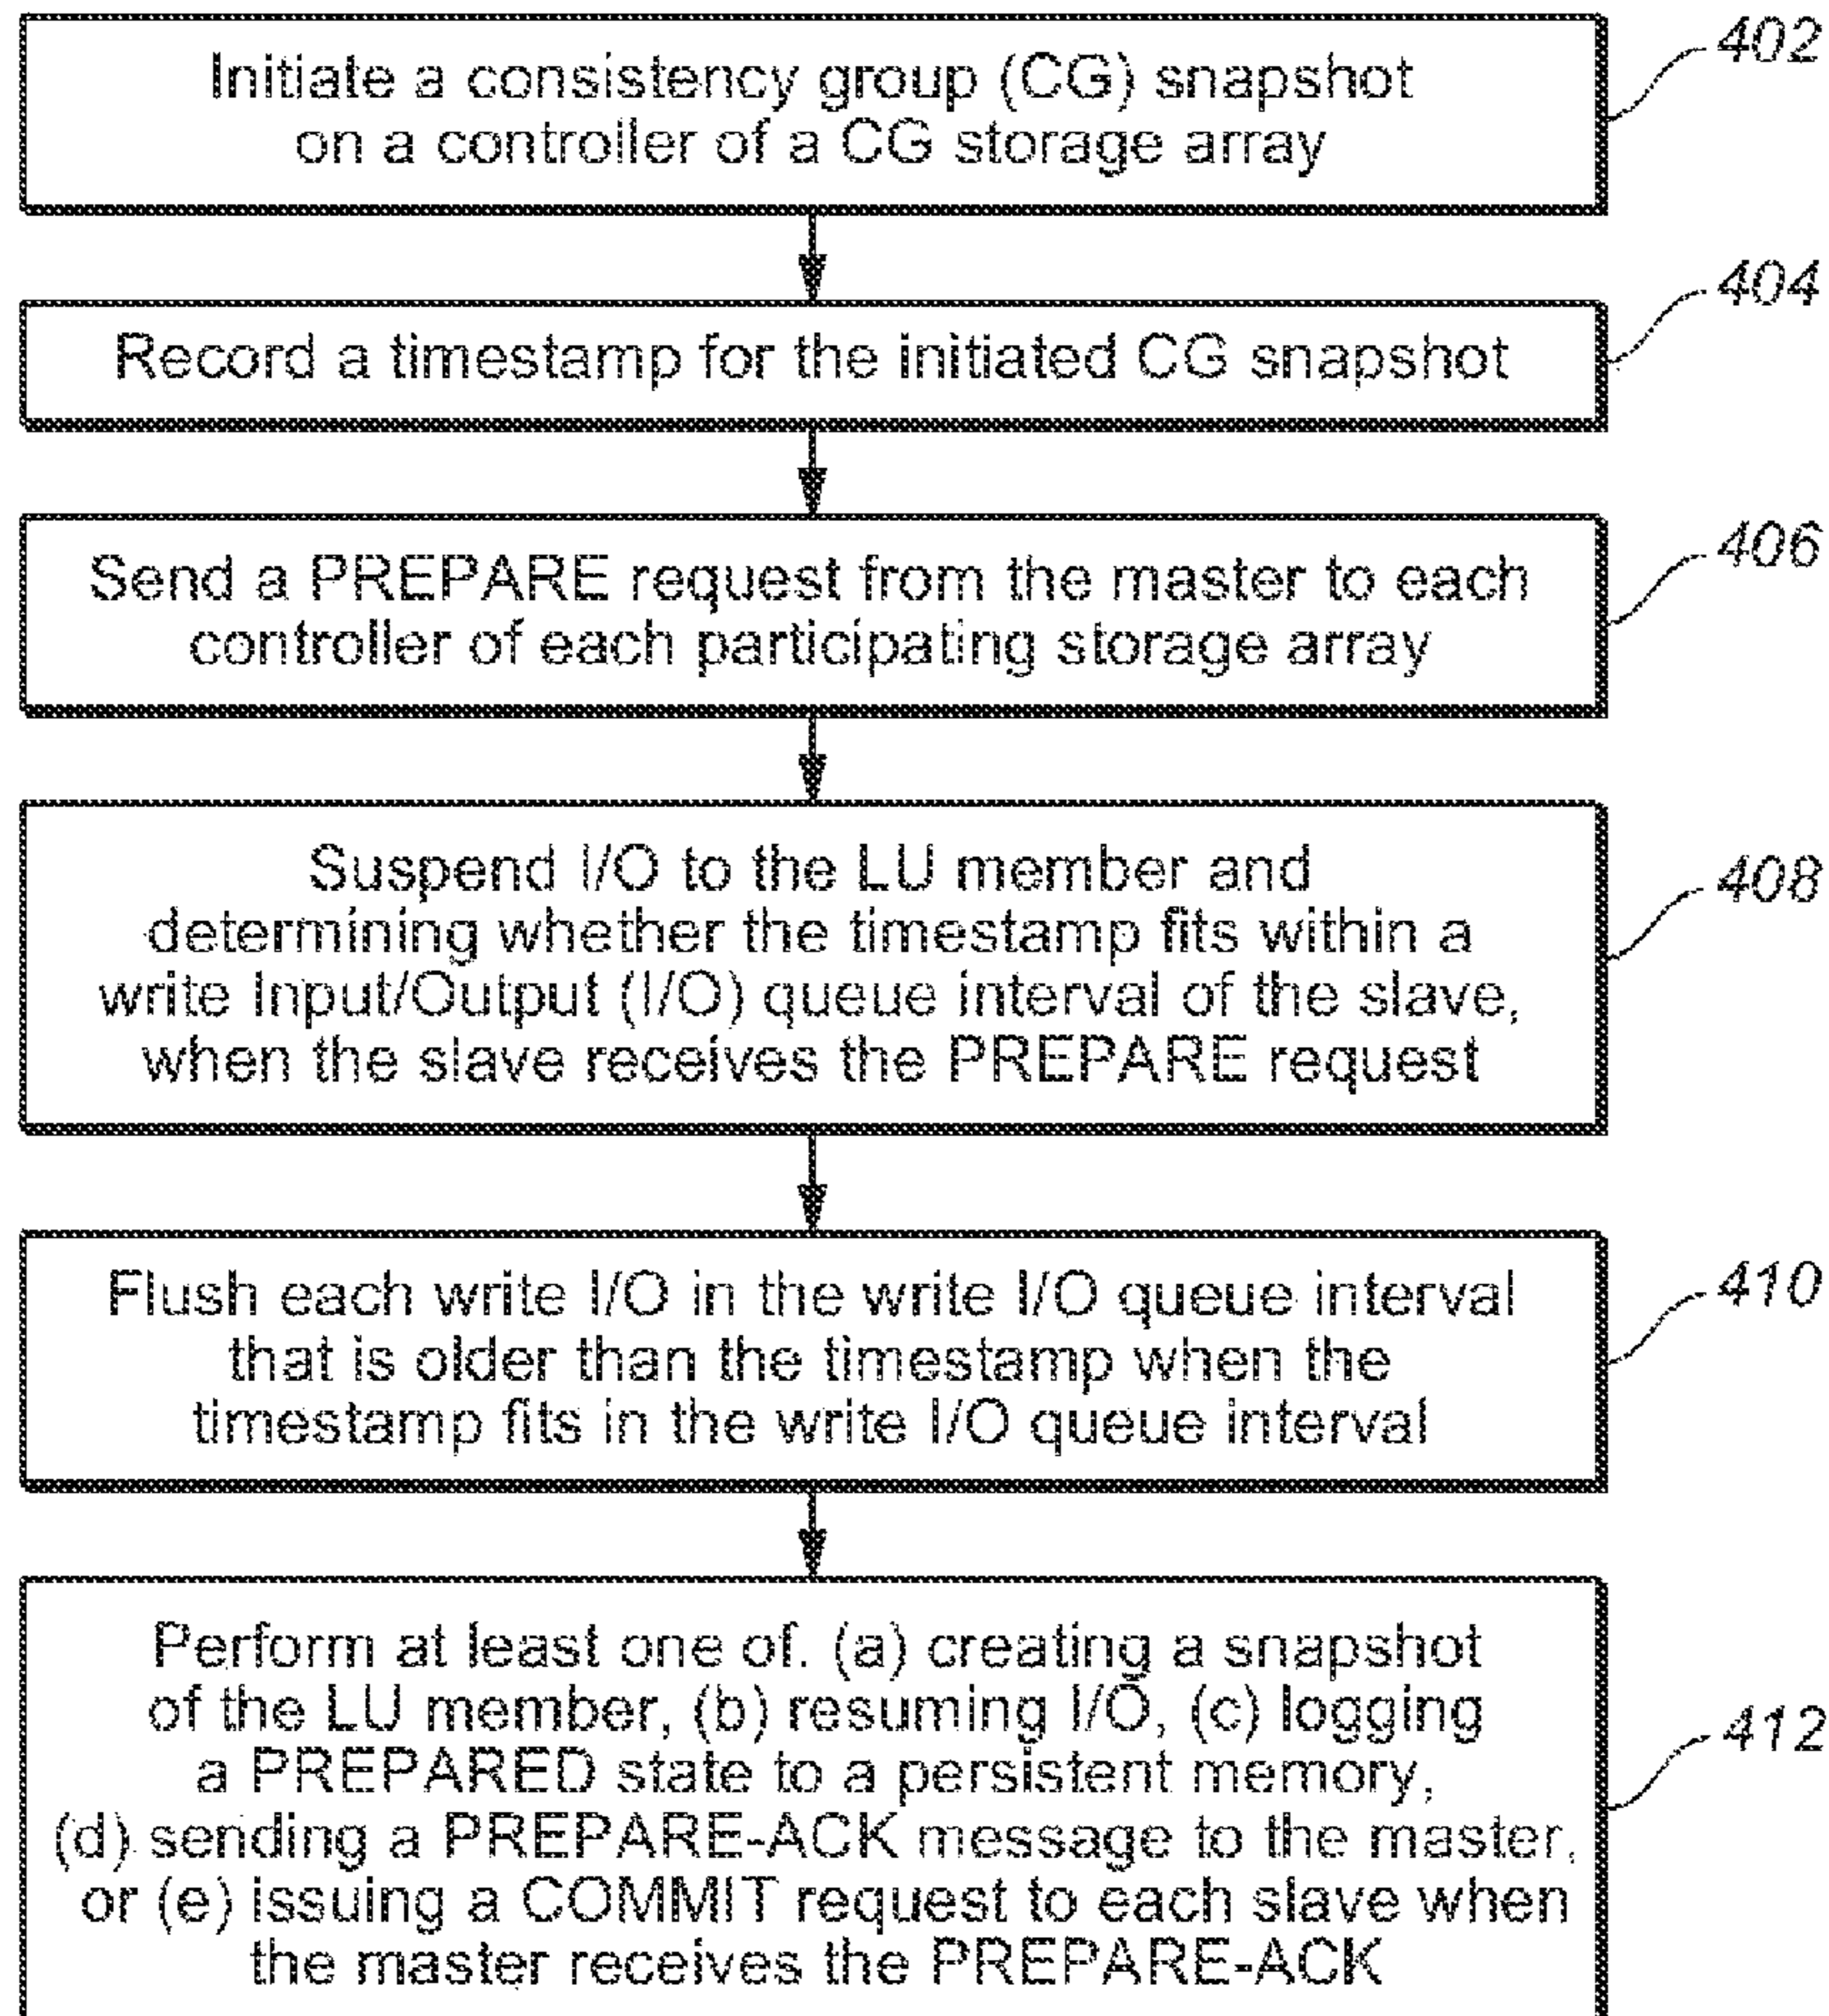 Initiate a consistency group (CG) snapshot
on a controller of a CG storage array
402
Record a timestamp for the initiated CG snapshot
404
Send a PREPARE request from the master to each
controller of each participating storage array
406
Suspend I/O to the LU member and
determining whether the timestamp fits within a
write Input/Output (I/O) queue interval of the slave,
when the slave receives the PREPARE request
408
Flush each write I/O in the write I/O queue interval
that is older than the timestamp when the
timestamp fits in the write I/O queue interval
410
Perform at least one of. (a) creating a snapshot
of the LU member, (b) resuming I/O, (c) logging
a PREPARED state to a persistent memory,
(d) sending a PREPARE-ACK message to the master,
or (e) issuing a COMMIT request to each slave when
the master receives the PREPARE-ACK
412